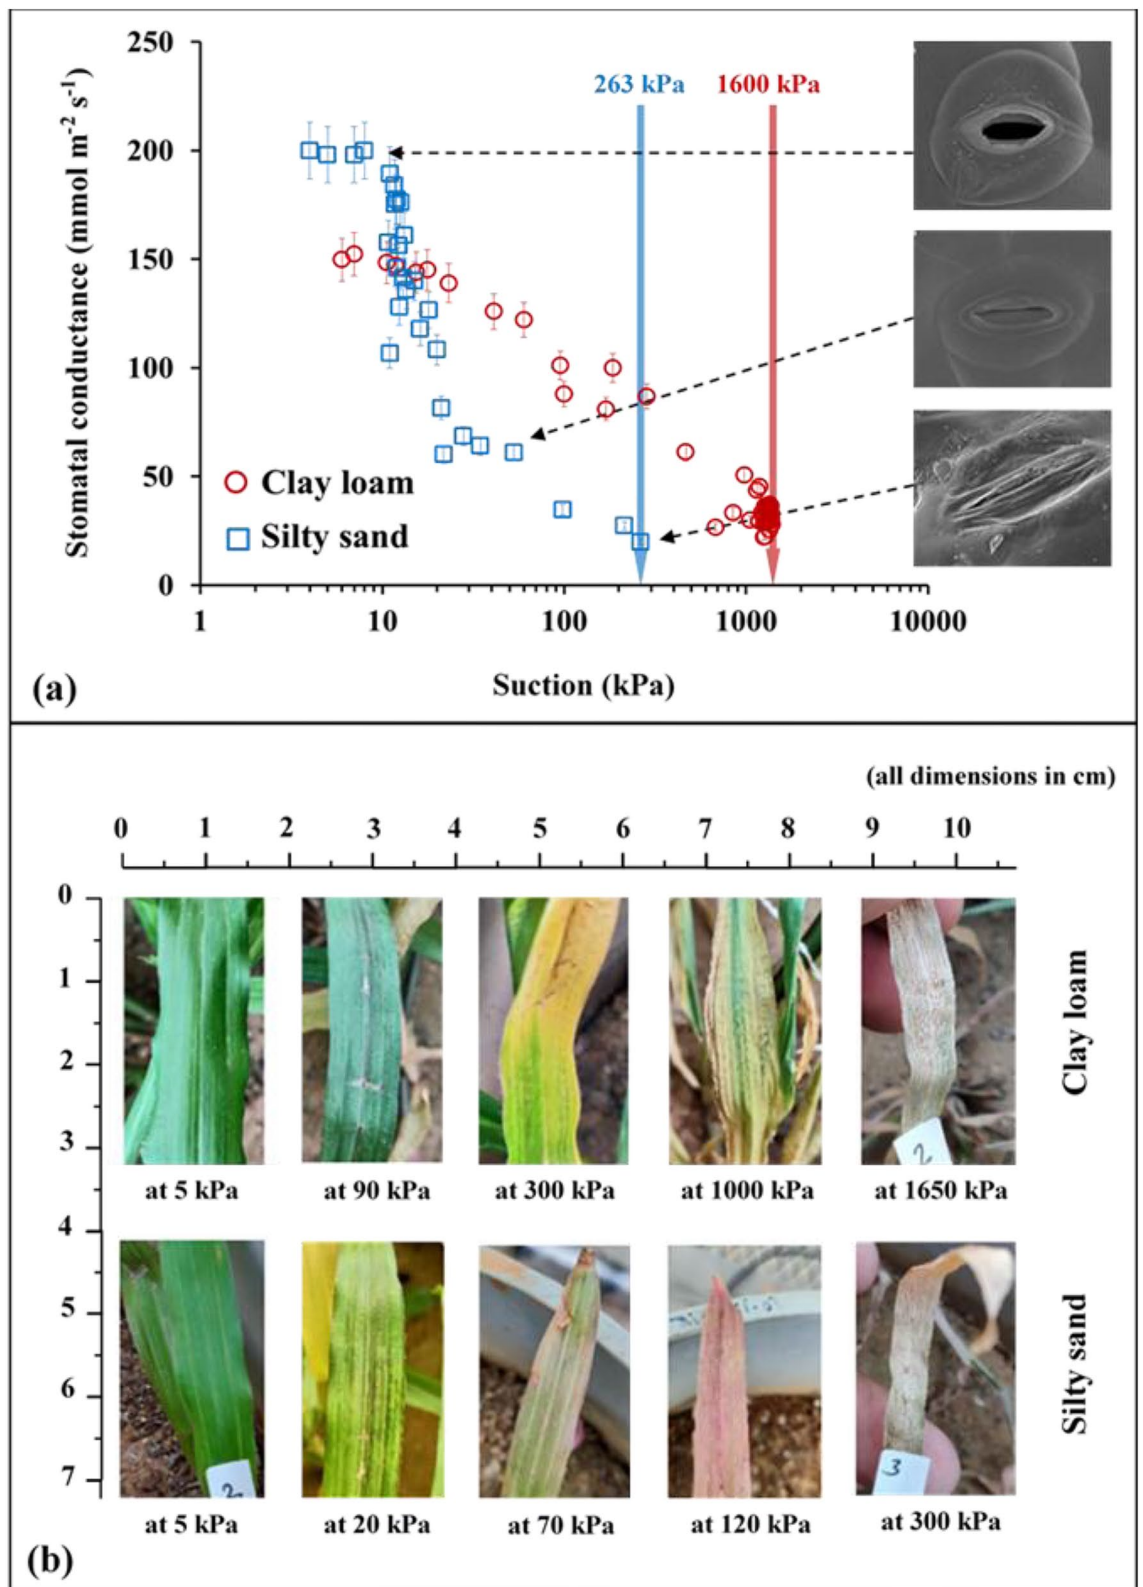 250
200
150
100
50
0
Stomatal conductance (mmol m⁻² s⁻¹)
263 kPa 1600 kPa
Clay loam
Silty sand
1 10 100 1000 10000
(a) Suction (kPa)
(all dimensions in cm)
0 1 2 3 4 5 6 7 8 9 10
0
1
2
3
4
5
6
7
Clay loam
2
at 5 kPa at 90 kPa at 300 kPa at 1000 kPa at 1650 kPa
Silty sand
2
3
at 5 kPa at 20 kPa at 70 kPa at 120 kPa at 300 kPa
(b)